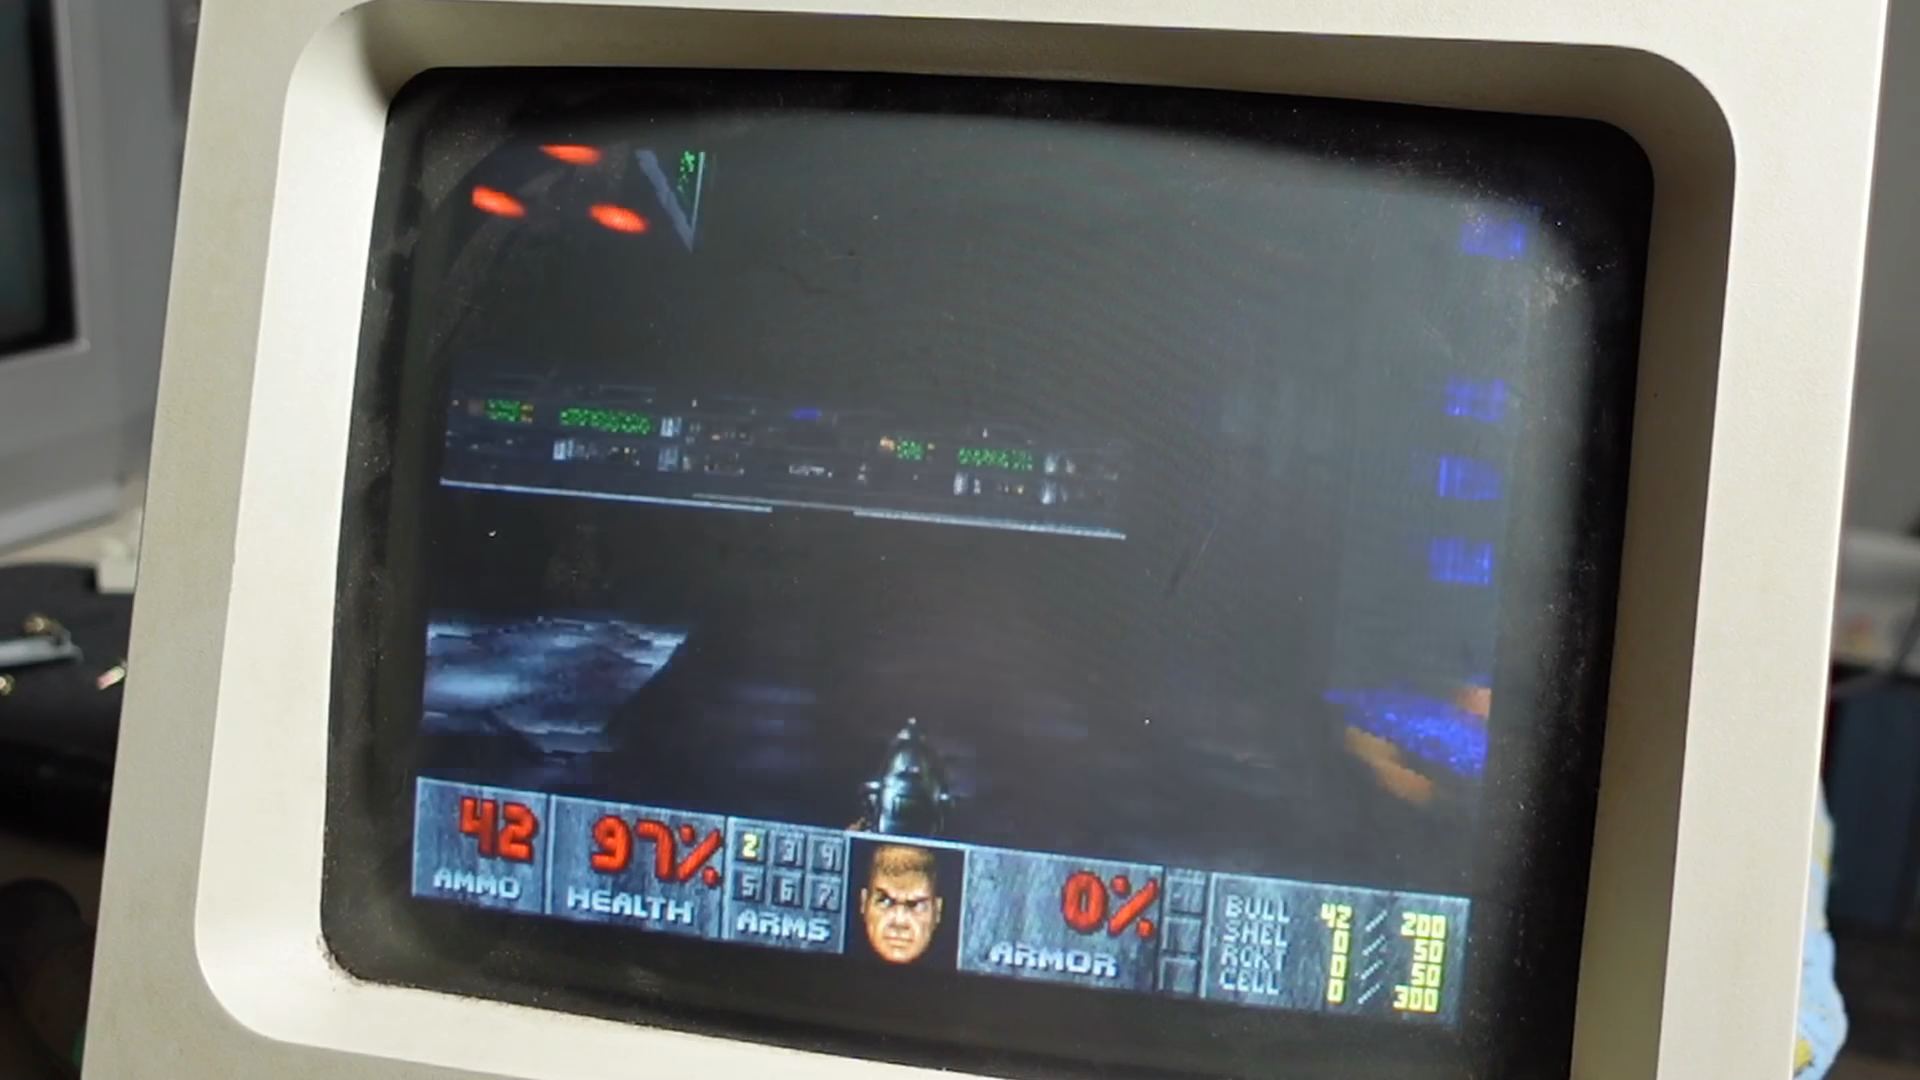 42
AMMO
97%
HEALTH
2 3 4
5 6 7
ARMS
0%
ARMOR
BULL 42 / 200
SHEL 0 / 50
RCKT 0 / 50
CELL 0 / 300